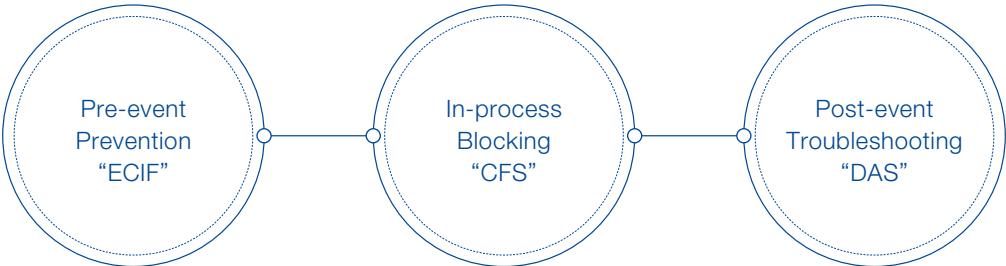 Pre-event
Prevention
“ECIF”
In-process
Blocking
“CFS”
Post-event
Troubleshooting
“DAS”